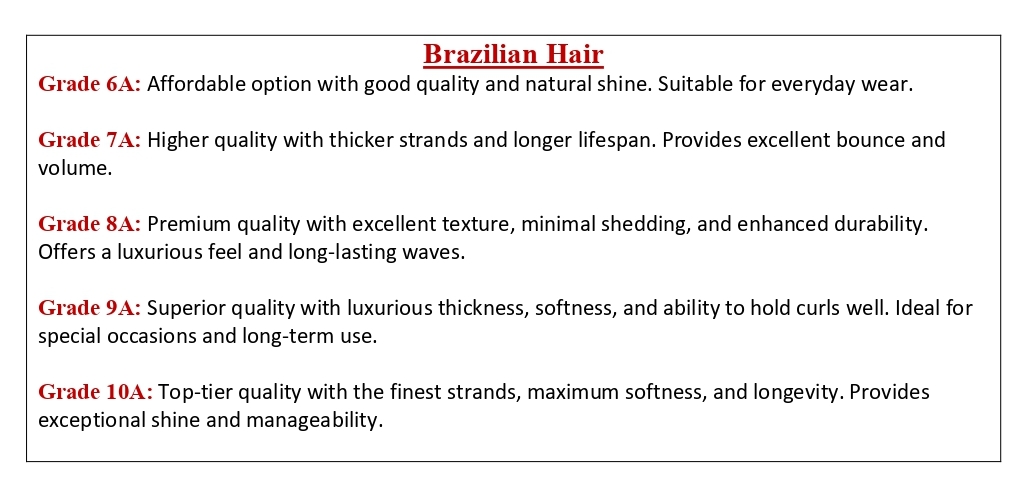 Brazilian Hair
Grade 6A: Affordable option with good quality and natural shine. Suitable for everyday wear.
Grade 7A: Higher quality with thicker strands and longer lifespan. Provides excellent bounce and
volume.
Grade 8A: Premium quality with excellent texture, minimal shedding, and enhanced durability.
Offers a luxurious feel and long-lasting waves.
Grade 9A: Superior quality with luxurious thickness, softness, and ability to hold curls well. Ideal for
special occasions and long-term use.
Grade 10A: Top-tier quality with the finest strands, maximum softness, and longevity. Provides
exceptional shine and manageability.